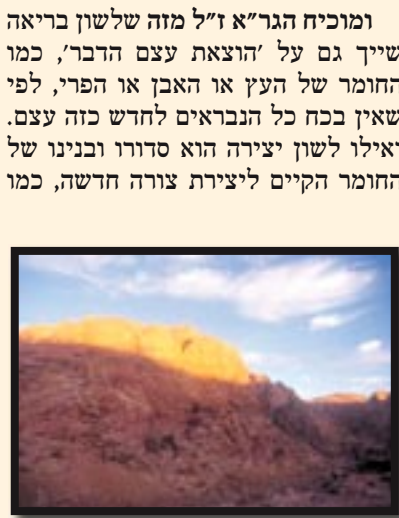 ומוכיח הגר״א ז״ל מזה שלשון בריאה
שייך גם על ׳הוצאת עצם הדבר׳, כמו
החומר של העץ או האבן או הפרי, לפי
שאין בכח כל הנבראים לחדש כזה עצם.
ואילו לשון יצירה הוא סדורו ובנינו של
החומר הקיים ליצירת צורה חדשה, כמו